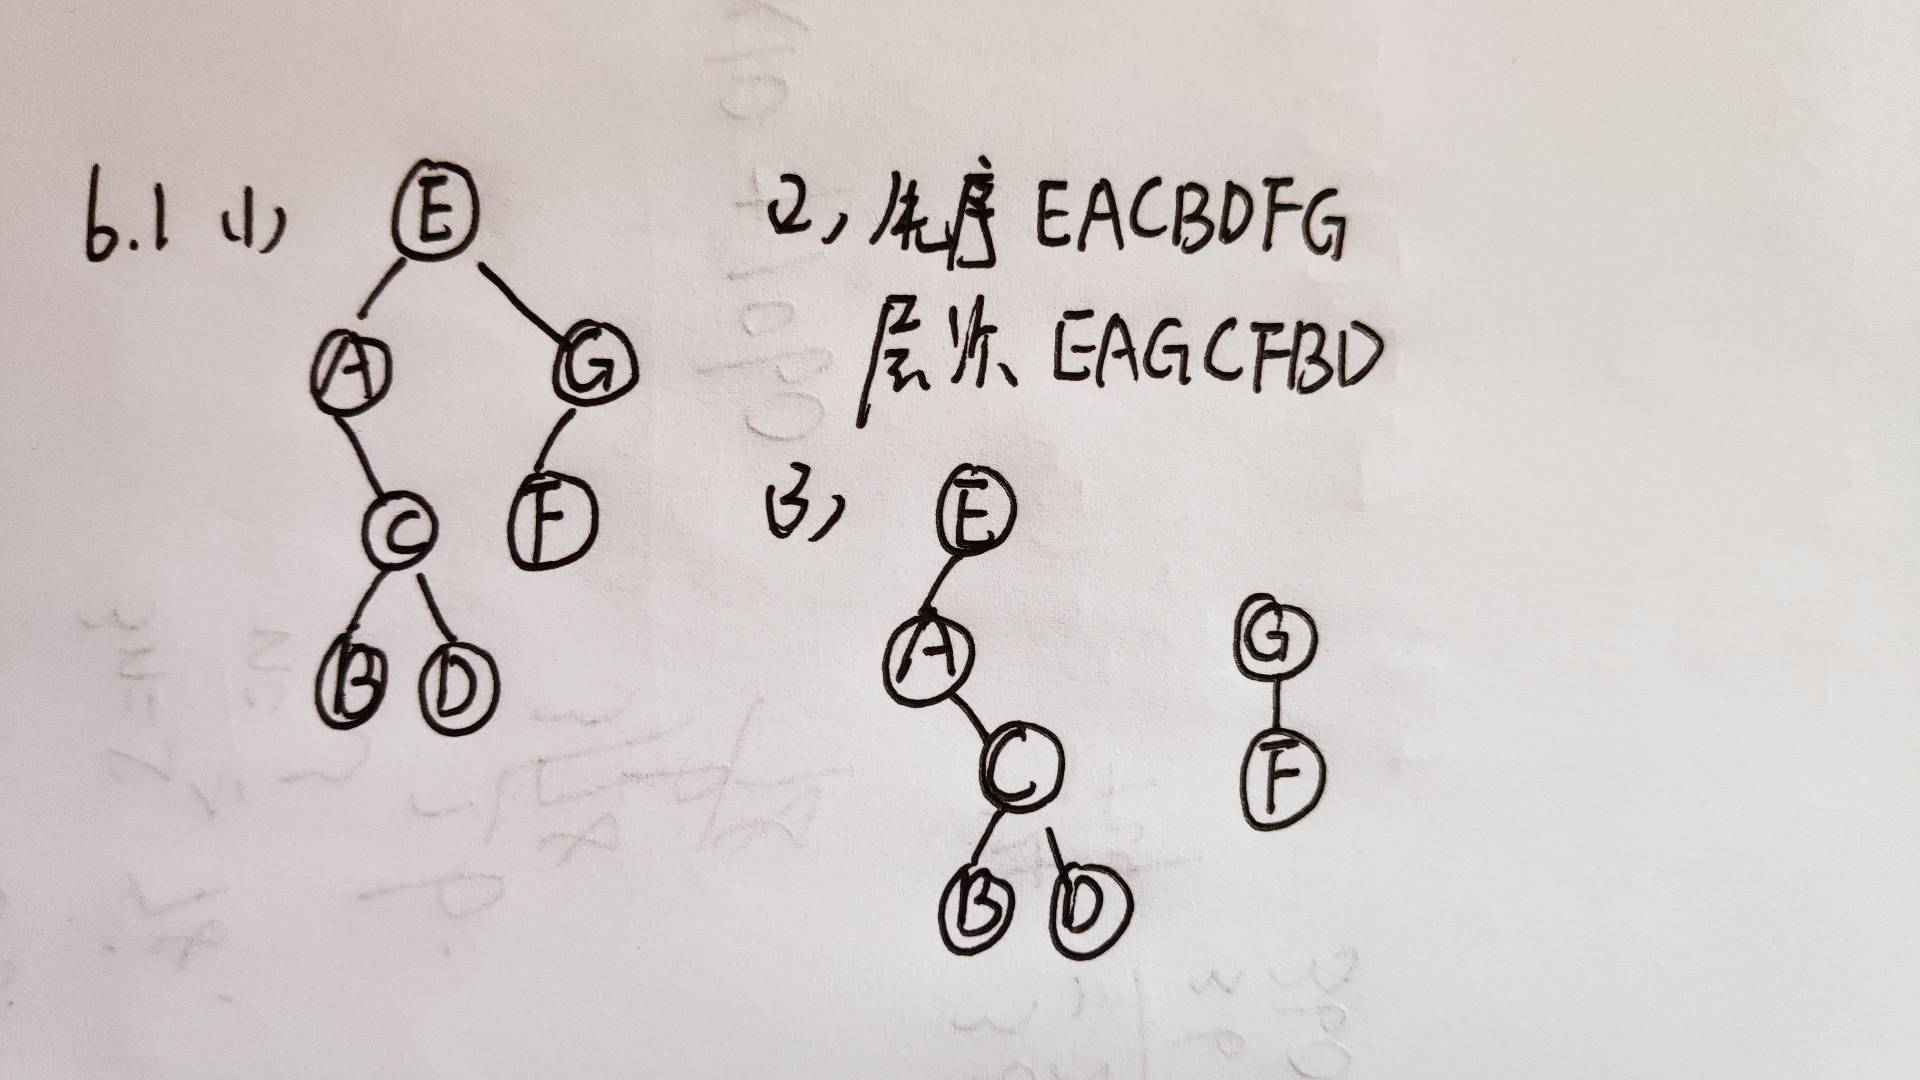 6.1 (1)
E
A G
C F
B D
2, 先序 EACBDFG
层次 EAGCFBD
3,
E
A G
C F
B D